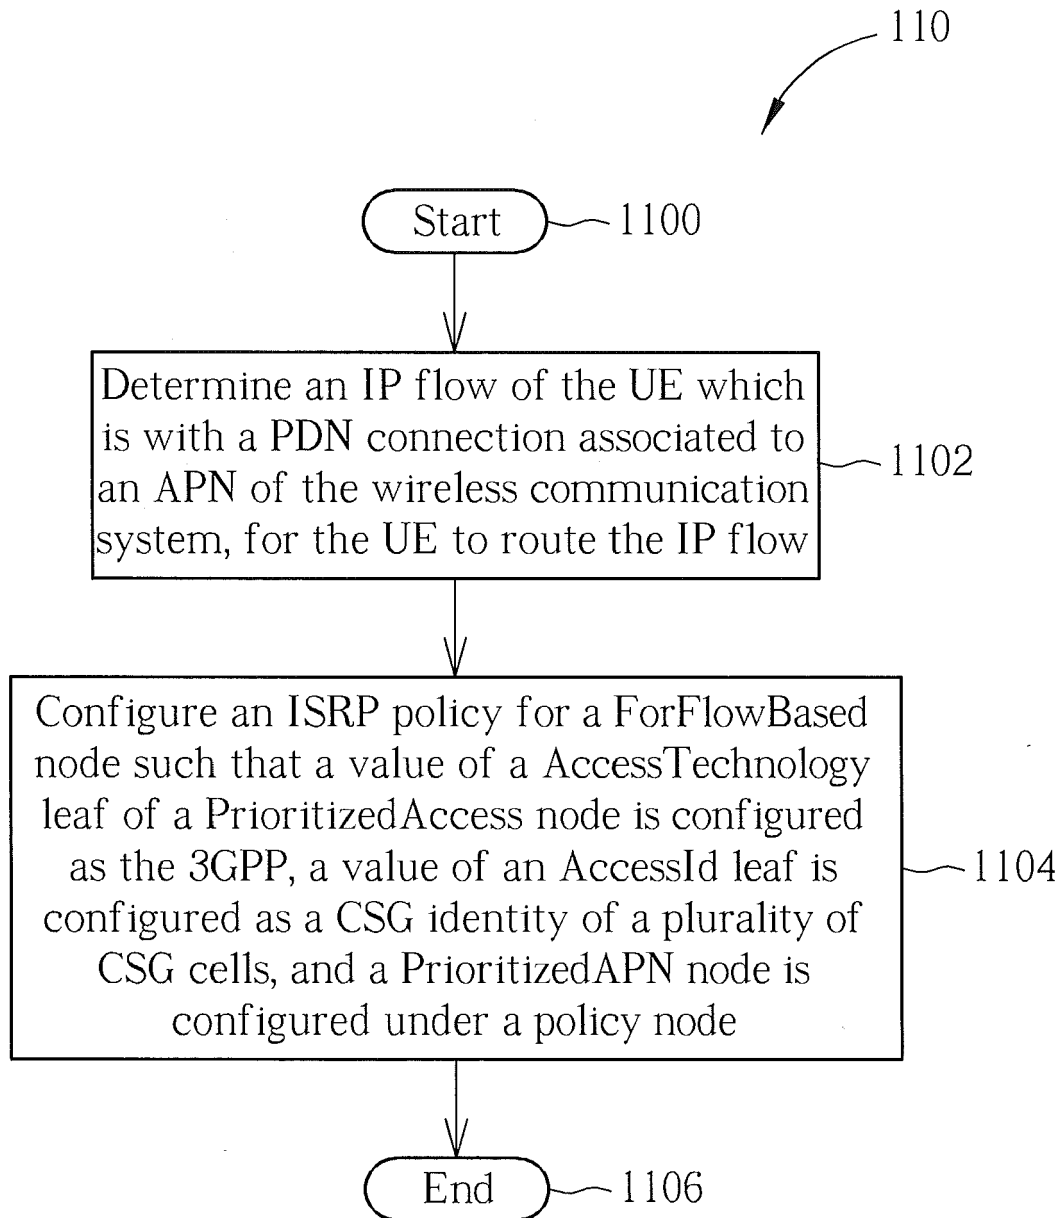 110
Start
1100
Determine an IP flow of the UE which
is with a PDN connection associated to
an APN of the wireless communication
system, for the UE to route the IP flow
1102
Configure an ISRP policy for a ForFlowBased
node such that a value of a AccessTechnology
leaf of a PrioritizedAccess node is configured
as the 3GPP, a value of an AccessId leaf is
configured as a CSG identity of a plurality of
CSG cells, and a PrioritizedAPN node is
configured under a policy node
1104
End
1106